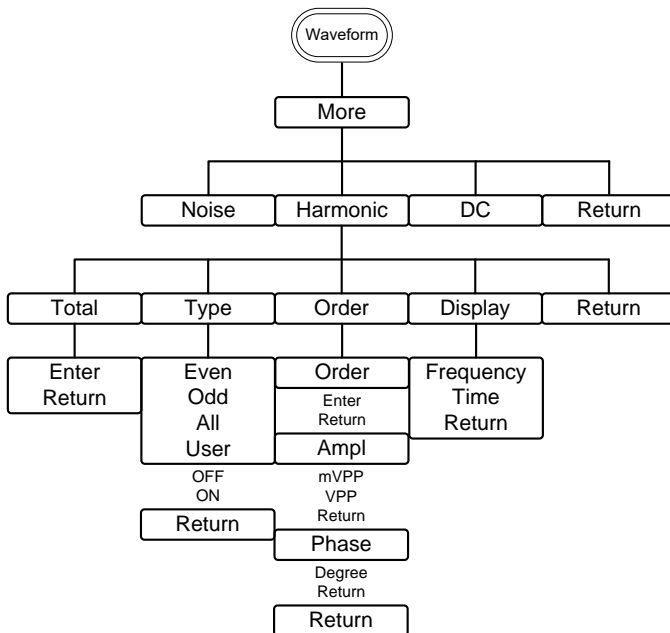 Waveform
More
Noise
Harmonic
DC
Return
Total
Type
Order
Display
Return
Enter
Return
Even
Odd
All
User
OFF
ON
Return
Order
Enter
Return
Ampl
mVPP
VPP
Return
Phase
Degree
Return
Return
Frequency
Time
Return